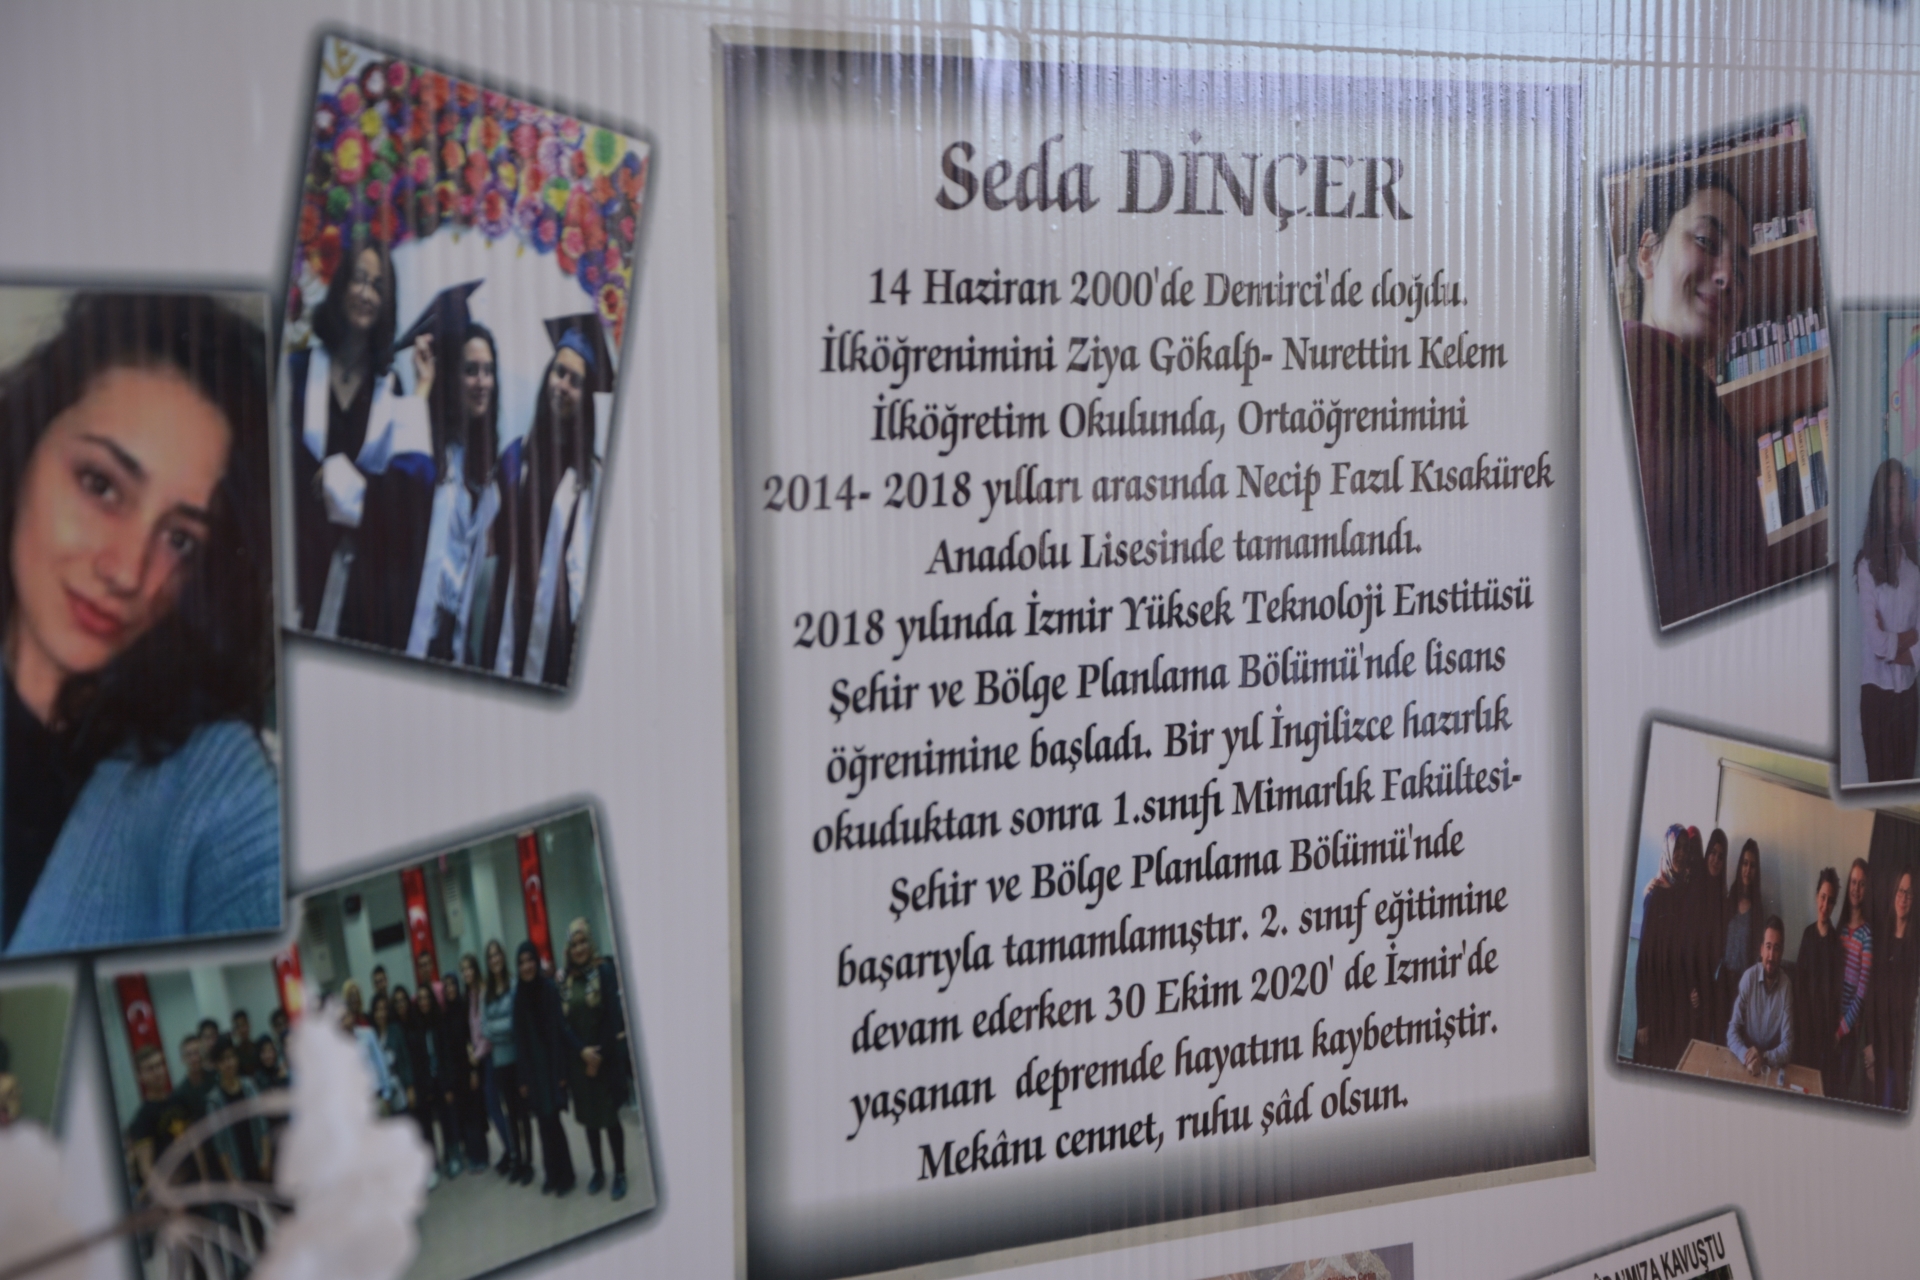 Seda DİNÇER
14 Haziran 2000'de Demirci'de doğdu.
İlköğrenimini Ziya Gökalp- Nurettin Kelem
İlköğretim Okulunda, Ortaöğrenimini
2014- 2018 yılları arasında Necip Fazıl Kısakürek
Anadolu Lisesinde tamamlandı.
2018 yılında İzmir Yüksek Teknoloji Enstitüsü
Şehir ve Bölge Planlama Bölümü'nde lisans
öğrenimine başladı. Bir yıl İngilizce hazırlık
okuduktan sonra 1.sınıfı Mimarlık Fakültesi-
Şehir ve Bölge Planlama Bölümü'nde
başarıyla tamamlamıştır. 2. sınıf eğitimine
devam ederken 30 Ekim 2020' de İzmir'de
yaşanan depremde hayatını kaybetmiştir.
Mekânı cennet, ruhu şâd olsun.
KAVUŞTU